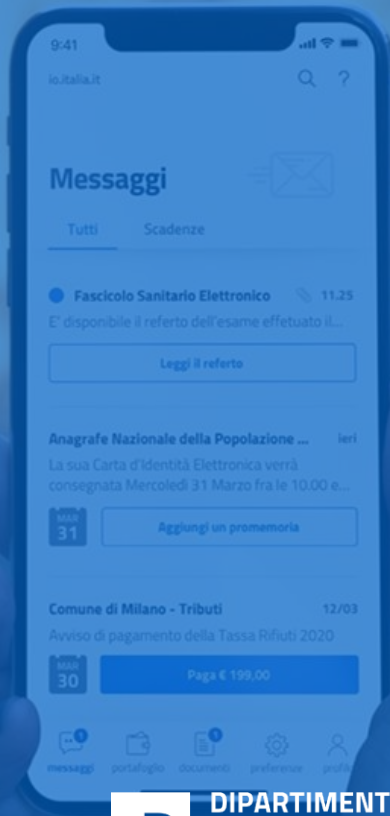 9:41
io.italia.it
Messaggi
Tutti Scadenze
Fascicolo Sanitario Elettronico 11.25
E' disponibile il referto dell'esame effetuato il...
Leggi il referto
Anagrafe Nazionale della Popolazione ... ieri
La sua Carta d'Identità Elettronica verrà
consegnata Mercoledì 31 Marzo fra le 10.00 e...
MAR
31
Aggiungi un promemoria
Comune di Milano - Tributi 12/03
Avviso di pagamento della Tassa Rifiuti 2020
MAR
30
Paga € 199,00
1 1
messaggi portafoglio documenti preferenze
DIPARTIMENT